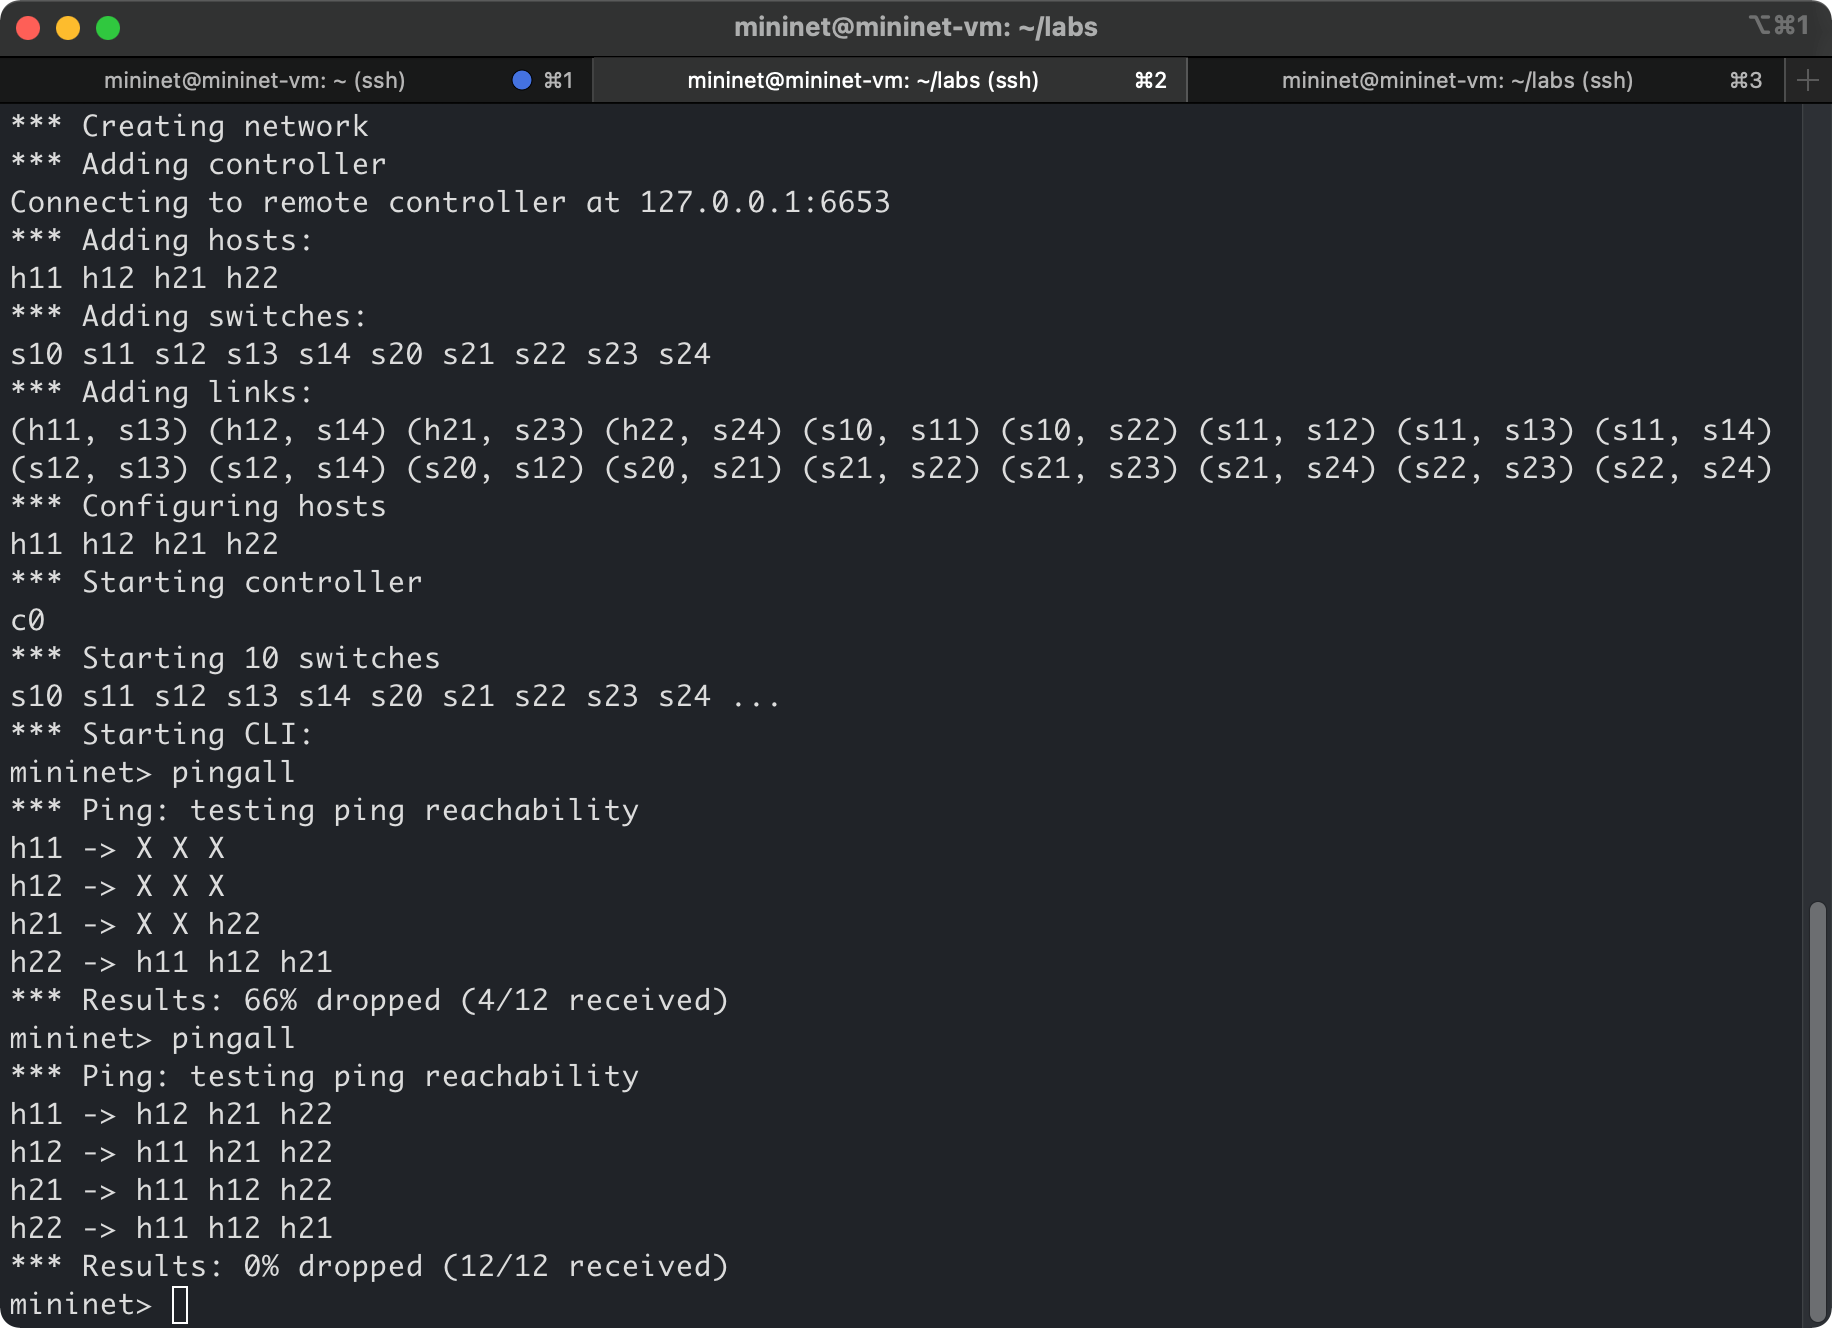 mininet@mininet-vm: ~/labs
⌥⌘1
mininet@mininet-vm: ~ (ssh) ⌘1
mininet@mininet-vm: ~/labs (ssh) ⌘2
mininet@mininet-vm: ~/labs (ssh) ⌘3
*** Creating network
*** Adding controller
Connecting to remote controller at 127.0.0.1:6653
*** Adding hosts:
h11 h12 h21 h22
*** Adding switches:
s10 s11 s12 s13 s14 s20 s21 s22 s23 s24
*** Adding links:
(h11, s13) (h12, s14) (h21, s23) (h22, s24) (s10, s11) (s10, s22) (s11, s12) (s11, s13) (s11, s14)
(s12, s13) (s12, s14) (s20, s12) (s20, s21) (s21, s22) (s21, s23) (s21, s24) (s22, s23) (s22, s24)
*** Configuring hosts
h11 h12 h21 h22
*** Starting controller
c0
*** Starting 10 switches
s10 s11 s12 s13 s14 s20 s21 s22 s23 s24 ...
*** Starting CLI:
mininet> pingall
*** Ping: testing ping reachability
h11 -> X X X
h12 -> X X X
h21 -> X X h22
h22 -> h11 h12 h21
*** Results: 66% dropped (4/12 received)
mininet> pingall
*** Ping: testing ping reachability
h11 -> h12 h21 h22
h12 -> h11 h21 h22
h21 -> h11 h12 h22
h22 -> h11 h12 h21
*** Results: 0% dropped (12/12 received)
mininet>